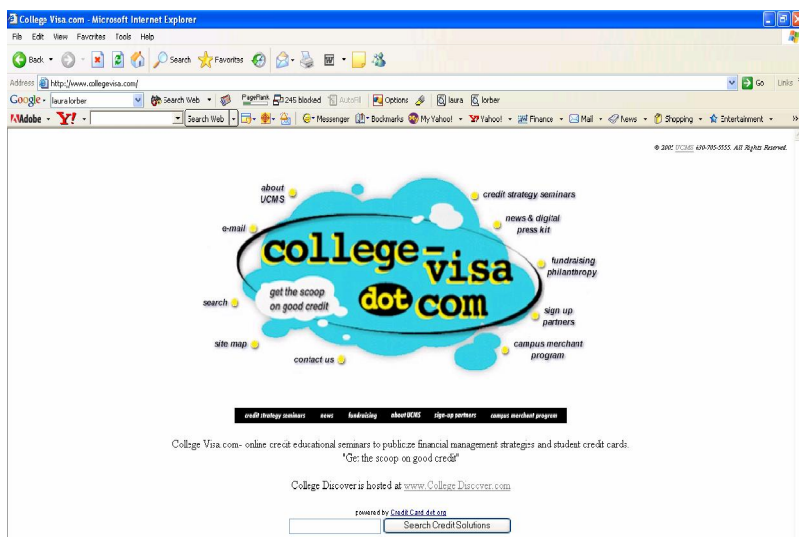 College Visa.com - Microsoft Internet Explorer
File Edit View Favorites Tools Help
Back Search Favorites
Address http://www.collegevisa.com/ Go Links
Google laura lorber Search Web PageRank 245 blocked AutoFill Options laura lorber
Adobe Y! Search Web Messenger Bookmarks My Yahoo! Yahoo! Finance Mail News Shopping Entertainment »
UCMS 630-705-5555. All Rights Reserved.
about
UCMS
credit strategy seminars
news & digital
press kit
e-mail
college-visa
dot com
get the scoop
on good credit
fundraising
philanthropy
search
sign up
partners
site map
campus merchant
program
contact us
credit strategy seminars news fundraising about UCMS sign-up partners campus merchant program
College Visa.com- online credit educational seminars to publicize financial management strategies and student credit cards.
"Get the scoop on good credit"
College Discover is hosted at www.College Discover.com
powered by Credit Card dot org
Search Credit Solutions